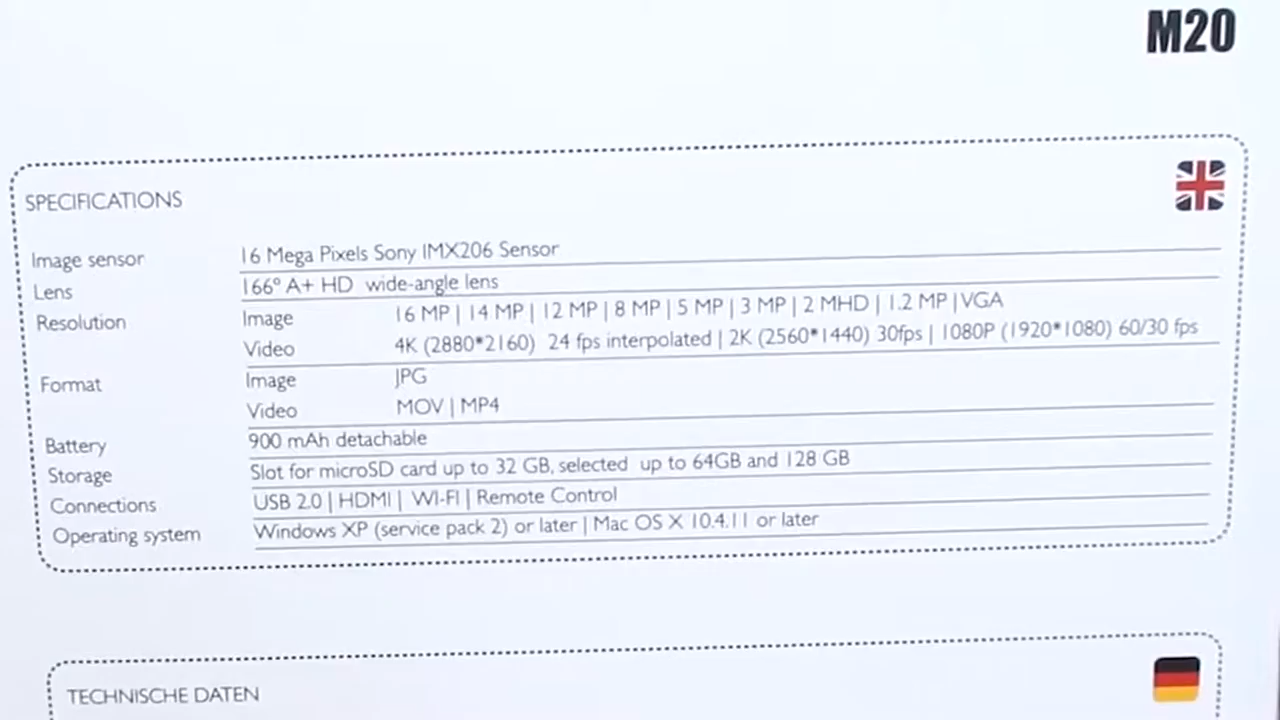 M20
SPECIFICATIONS
Image sensor 16 Mega Pixels Sony IMX206 Sensor
Lens 166° A+ HD wide-angle lens
Resolution Image 16 MP | 14 MP | 12 MP | 8 MP | 5 MP | 3 MP | 2 MHD | 1.2 MP | VGA
Video 4K (2880*2160) 24 fps interpolated | 2K (2560*1440) 30fps | 1080P (1920*1080) 60/30 fps
Format Image JPG
Video MOV | MP4
Battery 900 mAh detachable
Storage Slot for microSD card up to 32 GB, selected up to 64GB and 128 GB
Connections USB 2.0 | HDMI | WI-FI | Remote Control
Operating system Windows XP (service pack 2) or later | Mac OS X 10.4.11 or later
TECHNISCHE DATEN